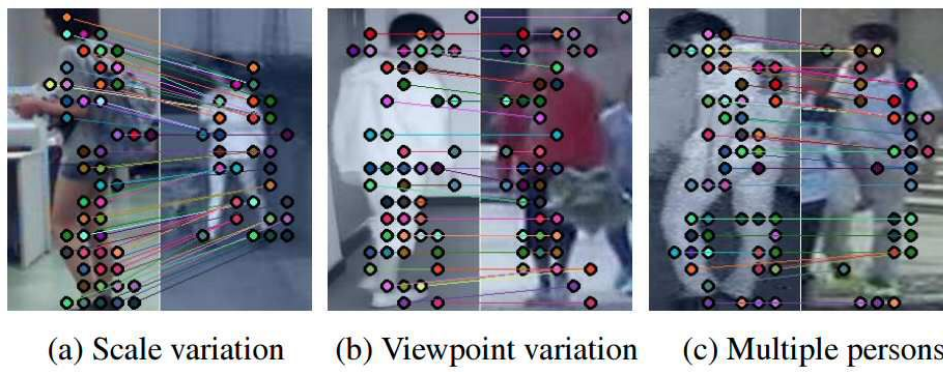 (a) Scale variation
(b) Viewpoint variation
(c) Multiple persons